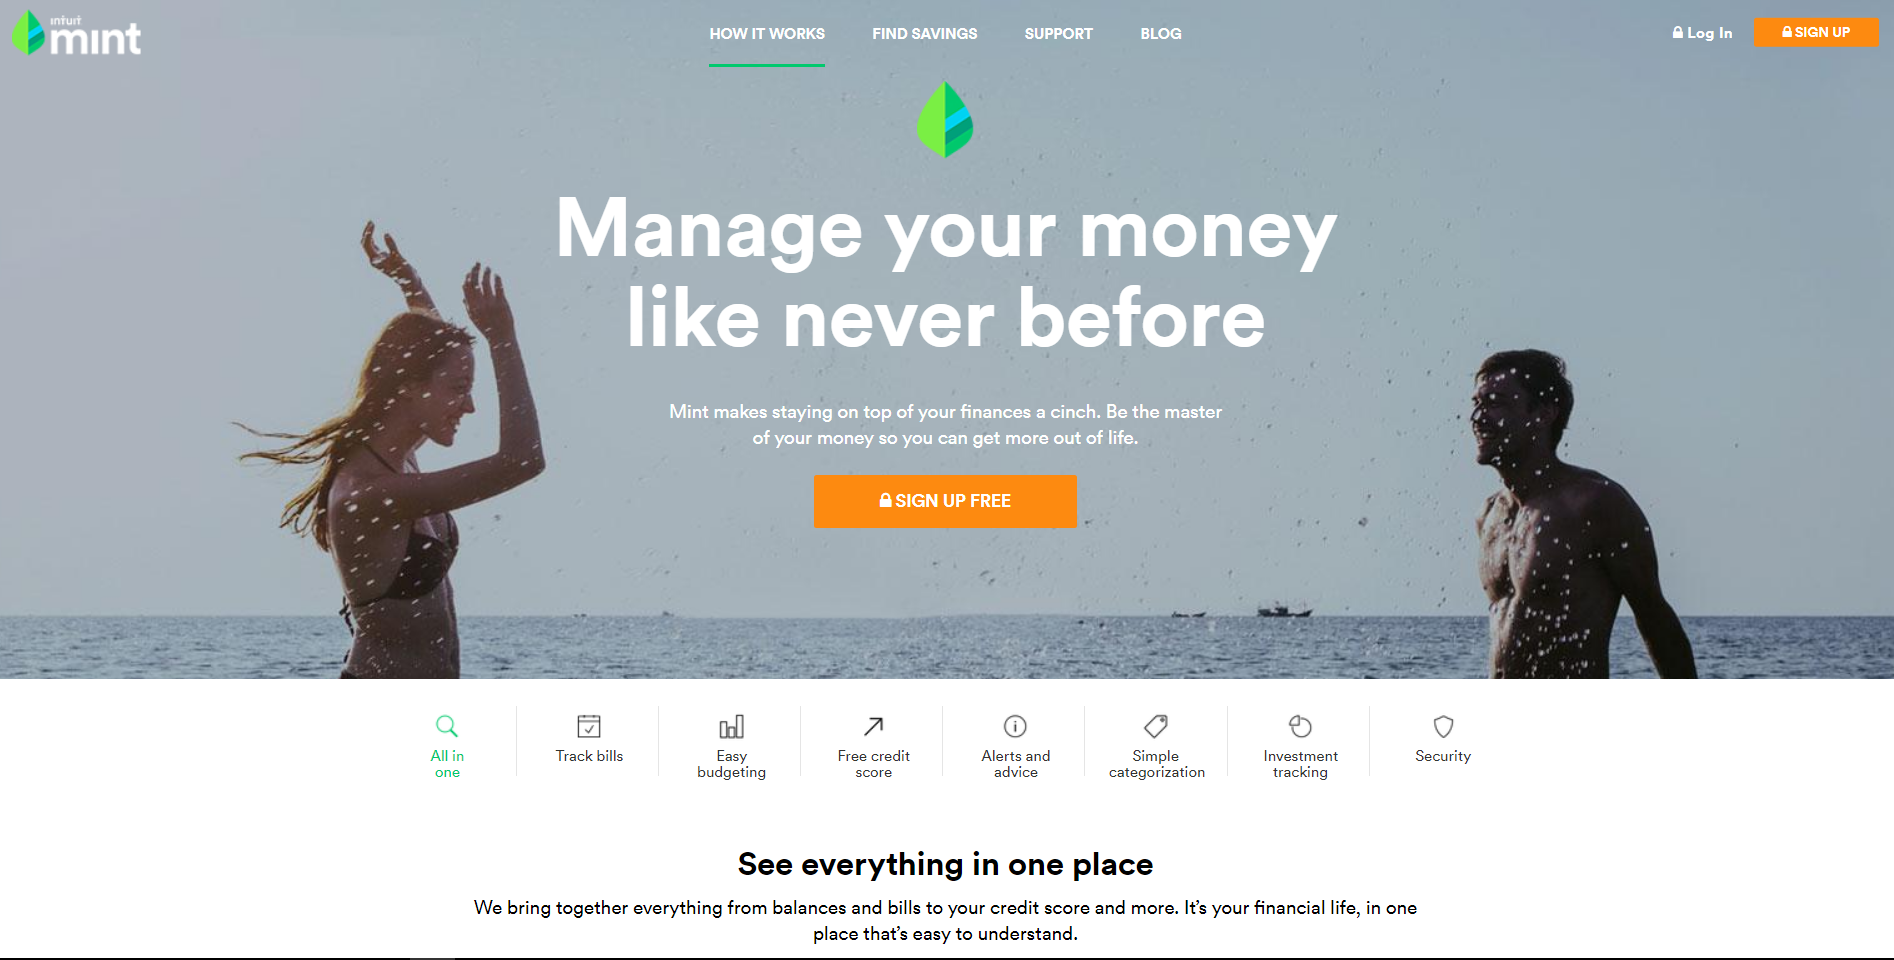 intuit
mint
HOW IT WORKS
FIND SAVINGS
SUPPORT
BLOG
Log In
SIGN UP
Manage your money
like never before
Mint makes staying on top of your finances a cinch. Be the master
of your money so you can get more out of life.
SIGN UP FREE
All in
one
Track bills
Easy
budgeting
Free credit
score
Alerts and
advice
Simple
categorization
Investment
tracking
Security
See everything in one place
We bring together everything from balances and bills to your credit score and more. It’s your financial life, in one
place that’s easy to understand.